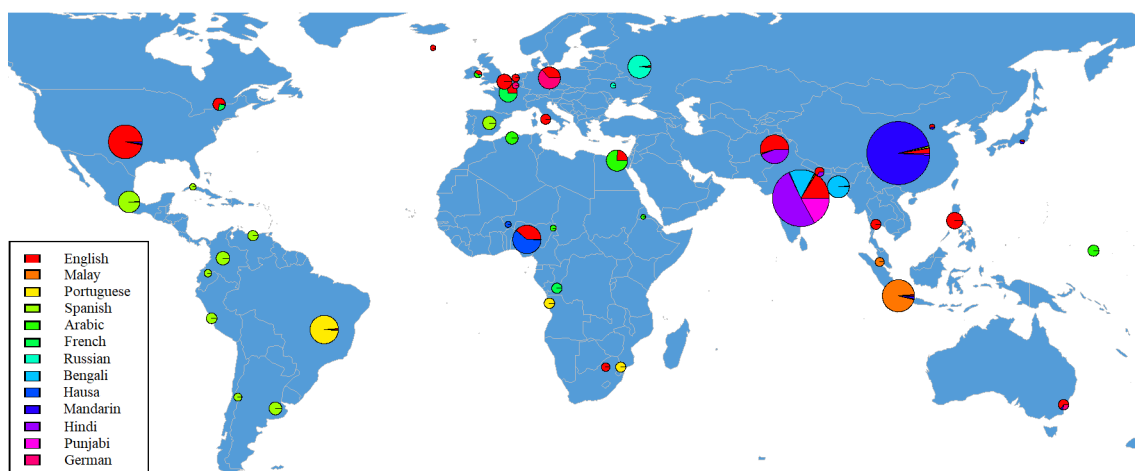 English
Malay
Portuguese
Spanish
Arabic
French
Russian
Bengali
Hausa
Mandarin
Hindi
Punjabi
German